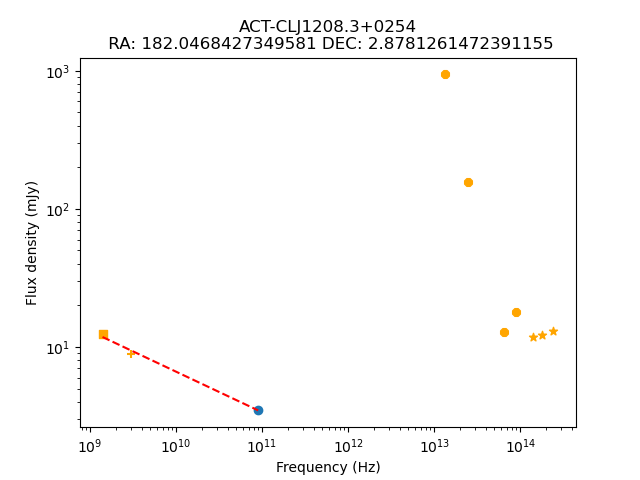 ACT-CLJ1208.3+0254
RA: 182.0468427349581 DEC: 2.8781261472391155
Flux density (mJy)
10³
10²
10¹
10⁹ 10¹⁰ 10¹¹ 10¹² 10¹³ 10¹⁴
Frequency (Hz)